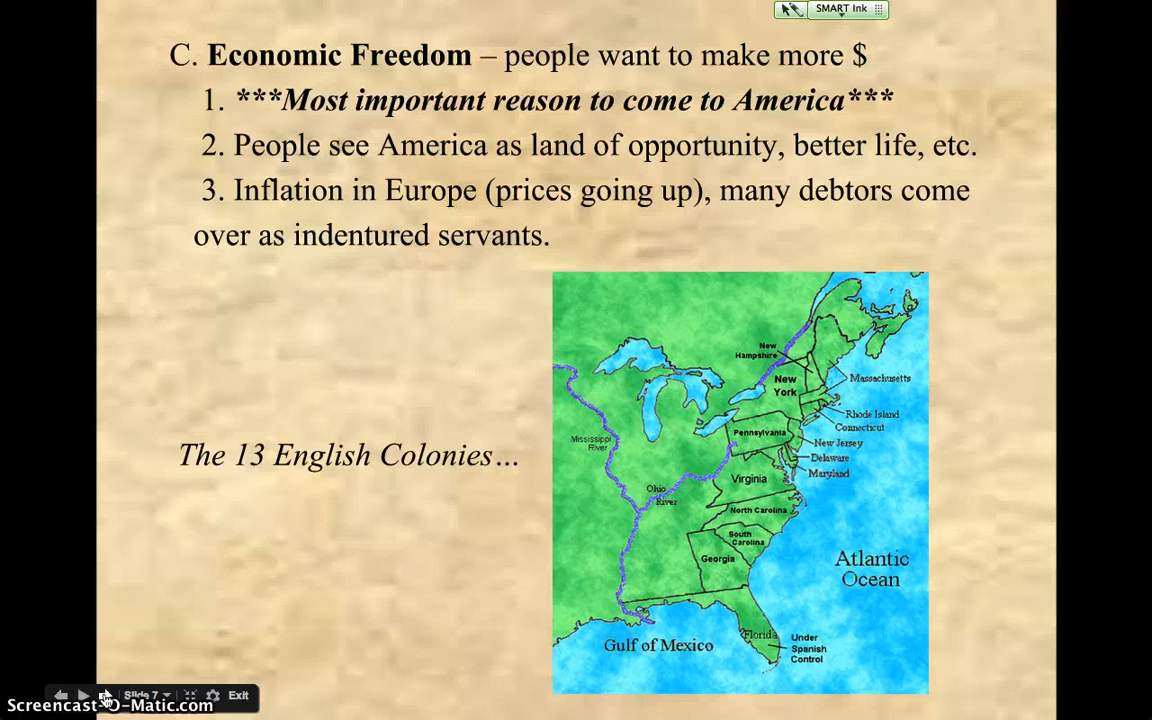 SMART Ink
C. Economic Freedom – people want to make more $
1. ***Most important reason to come to America***
2. People see America as land of opportunity, better life, etc.
3. Inflation in Europe (prices going up), many debtors come
over as indentured servants.
The 13 English Colonies…
New
Hampshire
New
York
Massachusetts
Rhode Island
Connecticut
Pennsylvania
New Jersey
Delaware
Maryland
Mississippi
River
Ohio
River
Virginia
North Carolina
South
Carolina
Georgia
Atlantic
Ocean
Gulf of Mexico
Florida
Under
Spanish
Control
Slide 7
Exit
Screencast-O-Matic.com